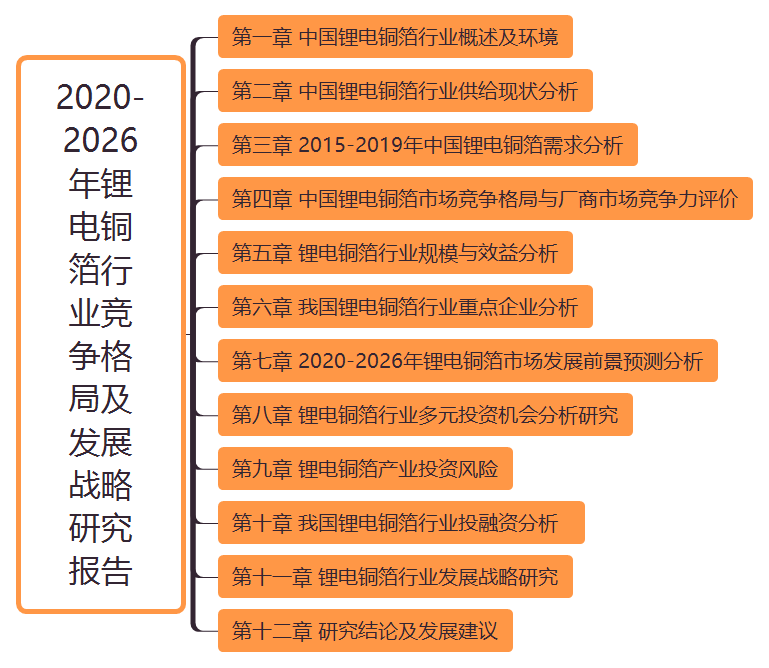 2020-
2026
年锂
电铜
箔行
业竞
争格
局及
发展
战略
研究
报告
第一章 中国锂电铜箔行业概述及环境
第二章 中国锂电铜箔行业供给现状分析
第三章 2015-2019年中国锂电铜箔需求分析
第四章 中国锂电铜箔市场竞争格局与厂商市场竞争力评价
第五章 锂电铜箔行业规模与效益分析
第六章 我国锂电铜箔行业重点企业分析
第七章 2020-2026年锂电铜箔市场发展前景预测分析
第八章 锂电铜箔行业多元投资机会分析研究
第九章 锂电铜箔产业投资风险
第十章 我国锂电铜箔行业投融资分析
第十一章 锂电铜箔行业发展战略研究
第十二章 研究结论及发展建议